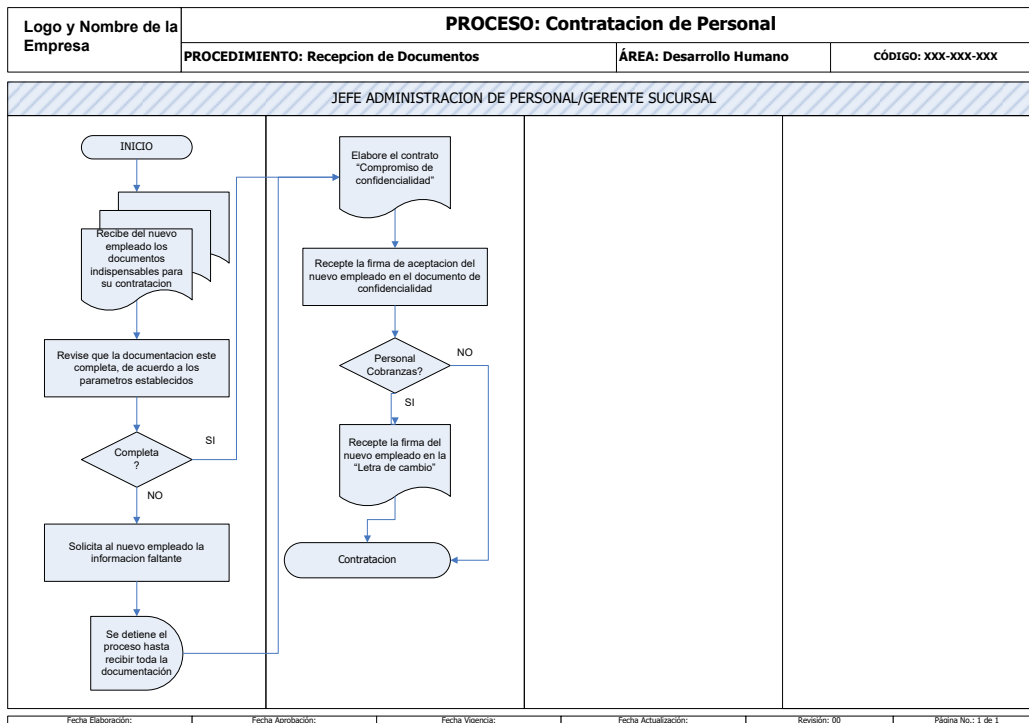 Logo y Nombre de la
Empresa
PROCESO: Contratacion de Personal
PROCEDIMIENTO: Recepcion de Documentos
ÁREA: Desarrollo Humano
CÓDIGO: XXX-XXX-XXX
JEFE ADMINISTRACION DE PERSONAL/GERENTE SUCURSAL
INICIO
Recibe del nuevo
empleado los
documentos
indispensables para
su contratacion
Revise que la documentacion este
completa, de acuerdo a los
parametros establecidos
Completa
?
SI
NO
Solicita al nuevo empleado la
informacion faltante
Se detiene el
proceso hasta
recibir toda la
documentación
Elabore el contrato
“Compromiso de
confidencialidad”
Recepte la firma de aceptacion del
nuevo empleado en el documento de
confidencialidad
Personal
Cobranzas?
NO
SI
Recepte la firma del
nuevo empleado en la
“Letra de cambio”
Contratacion
Fecha Elaboración:
Fecha Aprobación:
Fecha Vigencia:
Fecha Actualización:
Revisión: 00
Página No.: 1 de 1